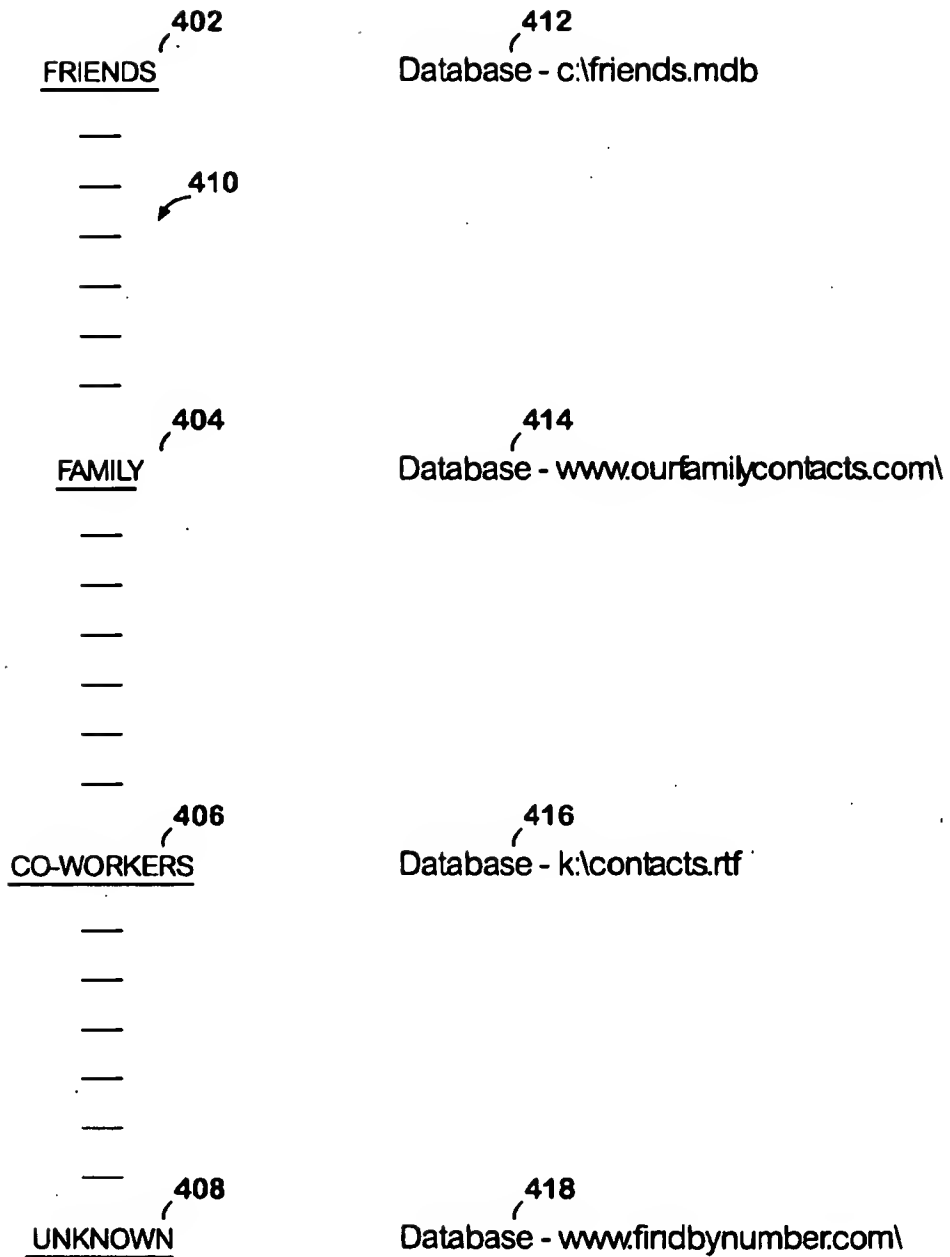 402 412
FRIENDS Database - c:\friends.mdb
410
404 414
FAMILY Database - www.ourfamilycontacts.com\
406 416
CO-WORKERS Database - k:\contacts.rtf
408 418
UNKNOWN Database - www.findbynumber.com\